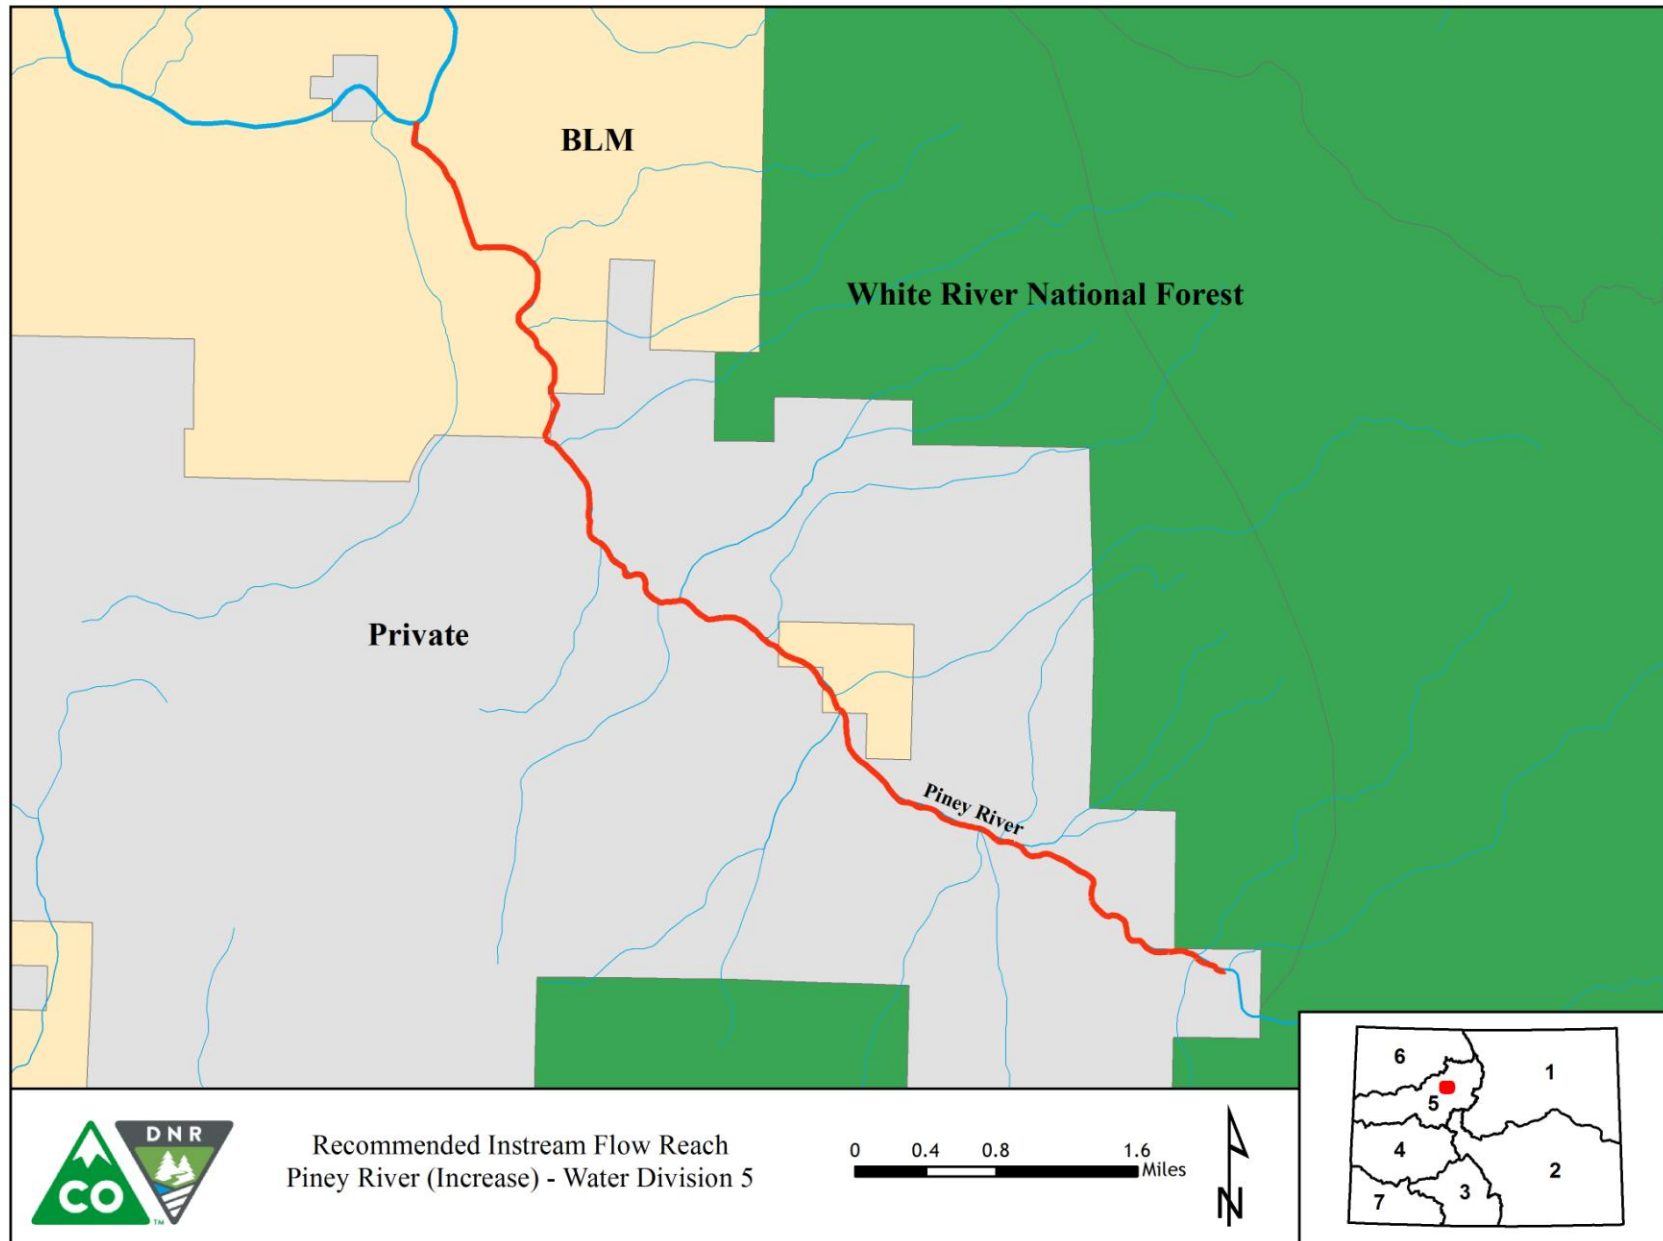 BLM
White River National Forest
Private
Piney River
CO
TM
DNR
Recommended Instream Flow Reach
Piney River (Increase) - Water Division 5
0 0.4 0.8 1.6
Miles
N
6
1
5
4
2
3
7